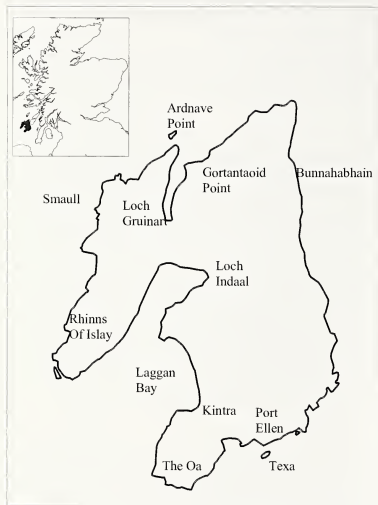 Ardnave
Point
Gortantaoid
Point
Bunnahabhain
Smaull
Loch
Gruinart
Loch
Indaal
Rhinns
Of Islay
Laggan
Bay
Kintra
Port
Ellen
The Oa
Texa